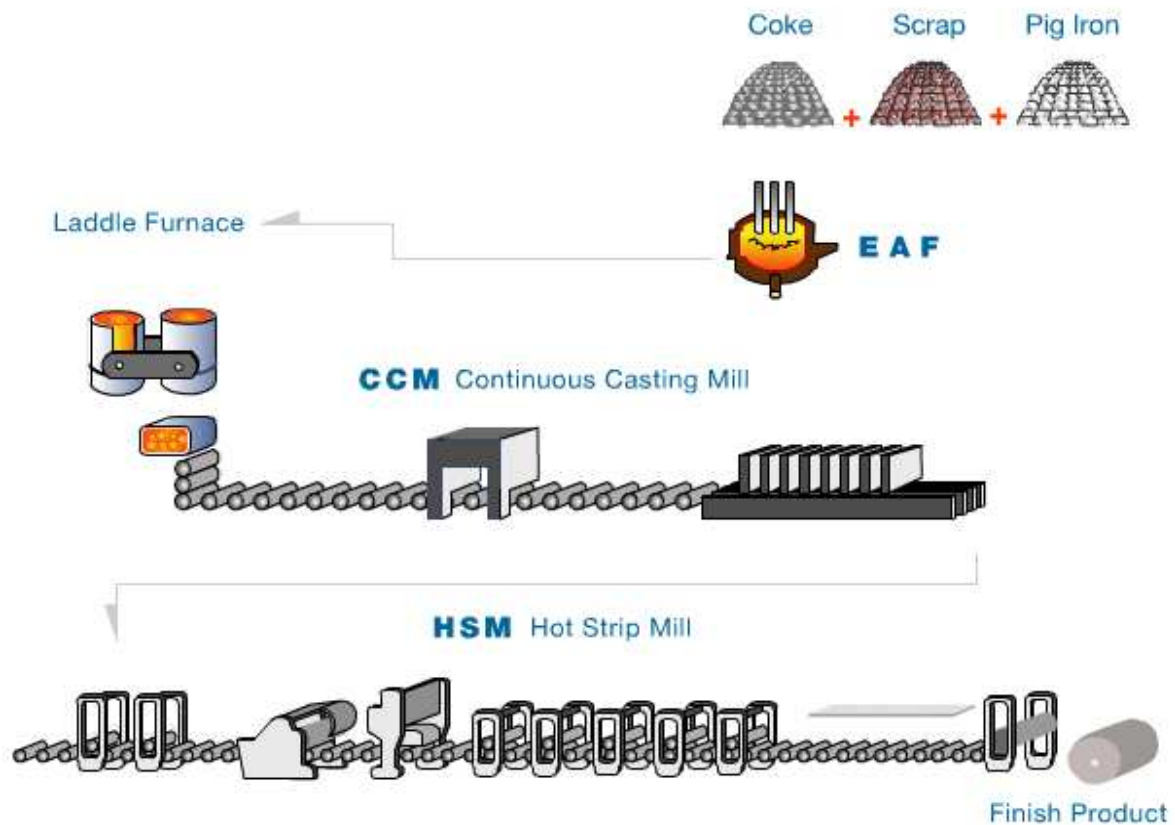 Coke Scrap Pig Iron
+ +
Laddle Furnace
EAF
CCM Continuous Casting Mill
HSM Hot Strip Mill
Finish Product